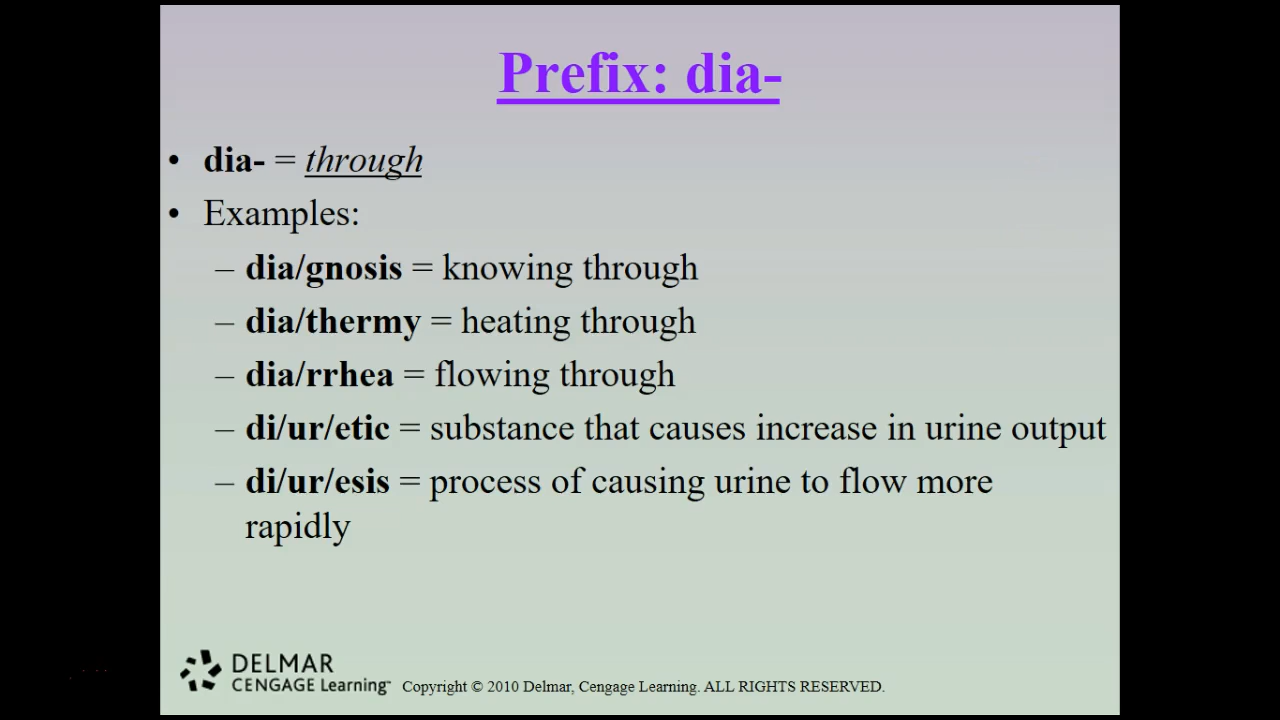 Prefix: dia-
• dia- = through
• Examples:
– dia/gnosis = knowing through
– dia/thermy = heating through
– dia/rrhea = flowing through
– di/ur/etic = substance that causes increase in urine output
– di/ur/esis = process of causing urine to flow more
rapidly
DELMAR
CENGAGE Learning™ Copyright © 2010 Delmar, Cengage Learning. ALL RIGHTS RESERVED.